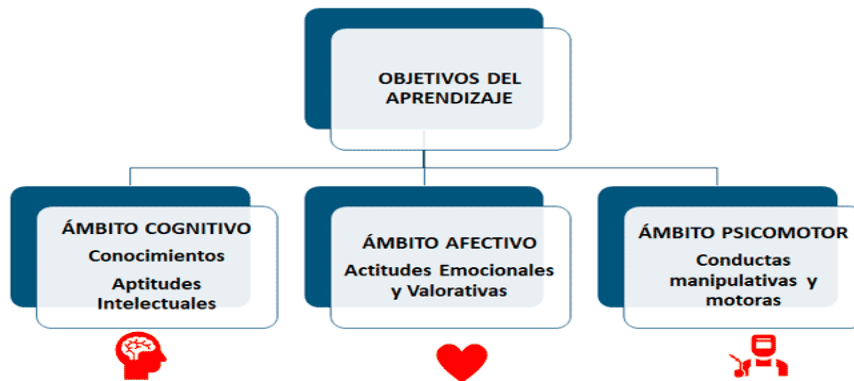 OBJETIVOS DEL
APRENDIZAJE
ÁMBITO COGNITIVO
Conocimientos
Aptitudes
Intelectuales
ÁMBITO AFECTIVO
Actitudes Emocionales
y Valorativas
ÁMBITO PSICOMOTOR
Conductas
manipulativas y
motoras